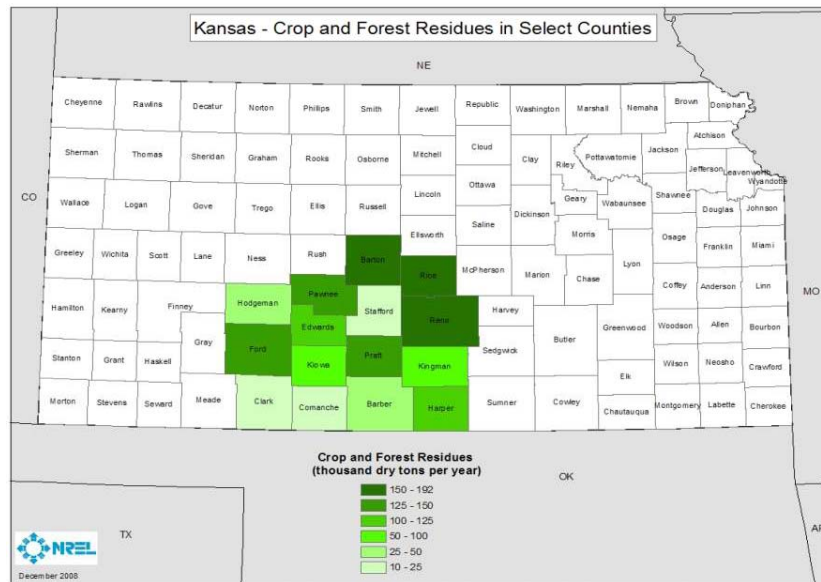 Kansas - Crop and Forest Residues in Select Counties
NE
Cheyenne Rawlins Decatur Norton Phillips Smith Jewell Republic Washington Marshall Nemaha Brown Doniphan
Atchison
Sherman Thomas Sheridan Graham Rooks Osborne Mitchell Cloud Clay Riley Pottawatomie Jackson Jefferson Leavenworth
Wyandotte
CO
Wallace Logan Gove Trego Ellis Russell Lincoln Ottawa Dickinson Geary Wabaunsee Shawnee Douglas Johnson
Saline
Ellsworth Morris Osage Franklin Miami
Greeley Wichita Scott Lane Ness Rush Barton Rice McPherson Marion Chase Lyon Coffey Anderson Linn
MO
Hamilton Kearny Finney Hodgeman Pawnee Stafford Reno Harvey
Gray Ford Edwards Sedgwick Butler Greenwood Woodson Allen Bourbon
Stanton Grant Haskell Kiowa Pratt Kingman Elk Wilson Neosho Crawford
Morton Stevens Seward Meade Clark Comanche Barber Harper Sumner Cowley Chautauqua Montgomery Labette Cherokee
Crop and Forest Residues
(thousand dry tons per year)
150 - 192
125 - 150
100 - 125
50 - 100
25 - 50
10 - 25
OK
TX
AR
NREL
December 2008